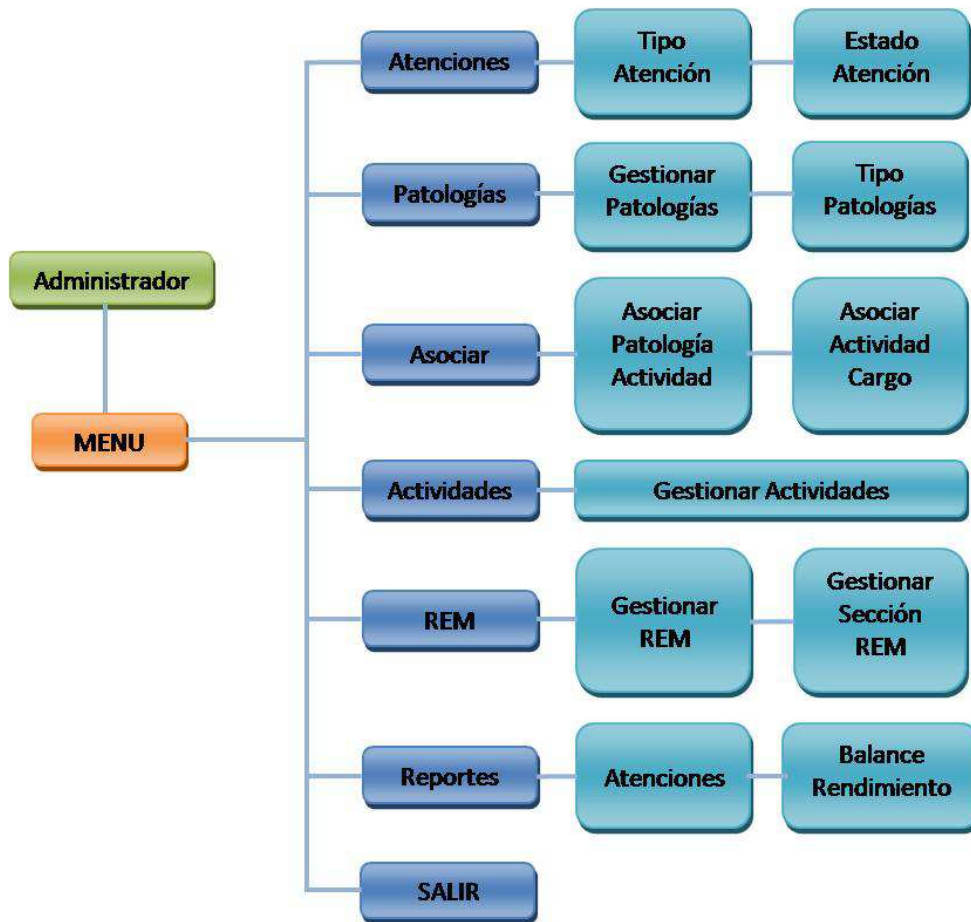 Administrador
MENU
Atenciones
Tipo
Atención
Estado
Atención
Patologías
Gestionar
Patologías
Tipo
Patologías
Asociar
Asociar
Patología
Actividad
Asociar
Actividad
Cargo
Actividades
Gestionar Actividades
REM
Gestionar
REM
Gestionar
Sección
REM
Reportes
Atenciones
Balance
Rendimiento
SALIR